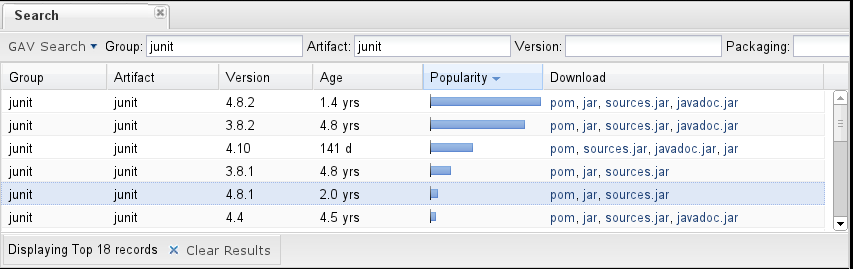 Search
GAV Search Group: junit Artifact: junit Version: Packaging:
Group Artifact Version Age Popularity Download
junit junit 4.8.2 1.4 yrs pom, jar, sources.jar, javadoc.jar
junit junit 3.8.2 4.8 yrs pom, jar, sources.jar, javadoc.jar
junit junit 4.10 141 d pom, sources.jar, javadoc.jar, jar
junit junit 3.8.1 4.8 yrs pom, jar, sources.jar
junit junit 4.8.1 2.0 yrs pom, jar, sources.jar
junit junit 4.4 4.5 yrs pom, jar, sources.jar, javadoc.jar
Displaying Top 18 records Clear Results